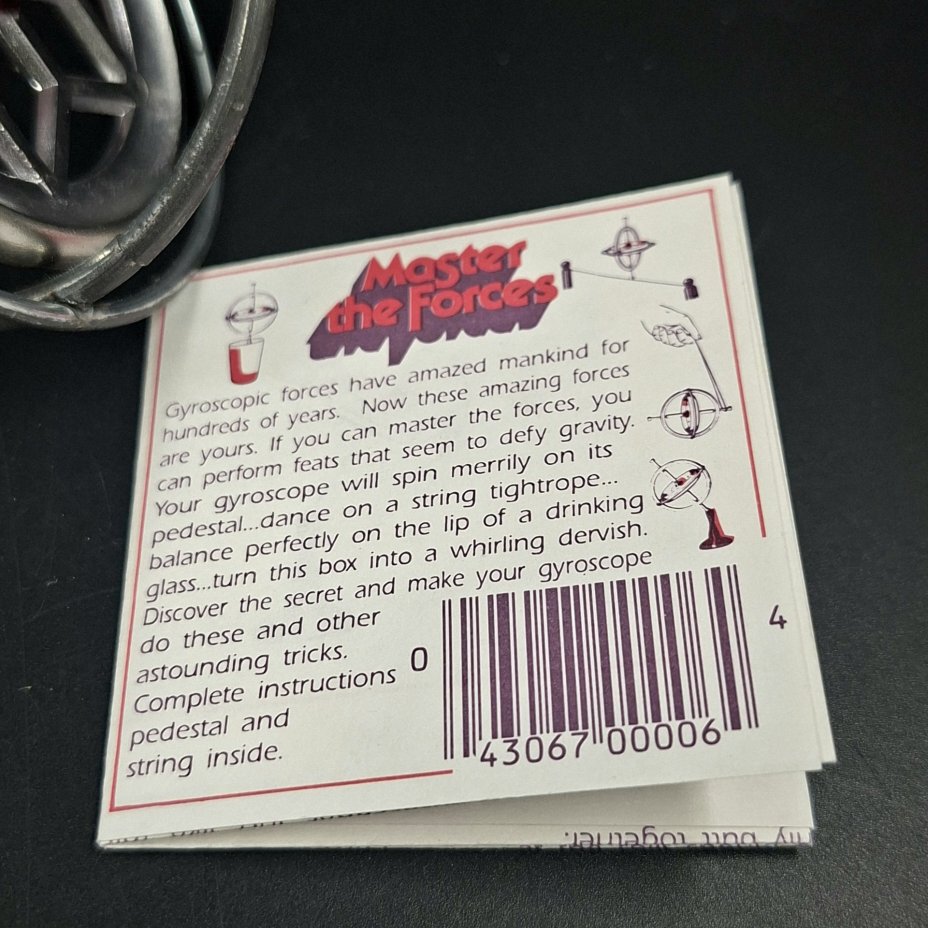 Master
the Forces
Gyroscopic forces have amazed mankind for
hundreds of years. Now these amazing forces
are yours. If you can master the forces, you
can perform feats that seem to defy gravity.
Your gyroscope will spin merrily on its
pedestal...dance on a string tightrope...
balance perfectly on the lip of a drinking
glass...turn this box into a whirling dervish.
Discover the secret and make your gyroscope
do these and other
astounding tricks.
Complete instructions
pedestal and
string inside.
0 43067 00006 4
together.